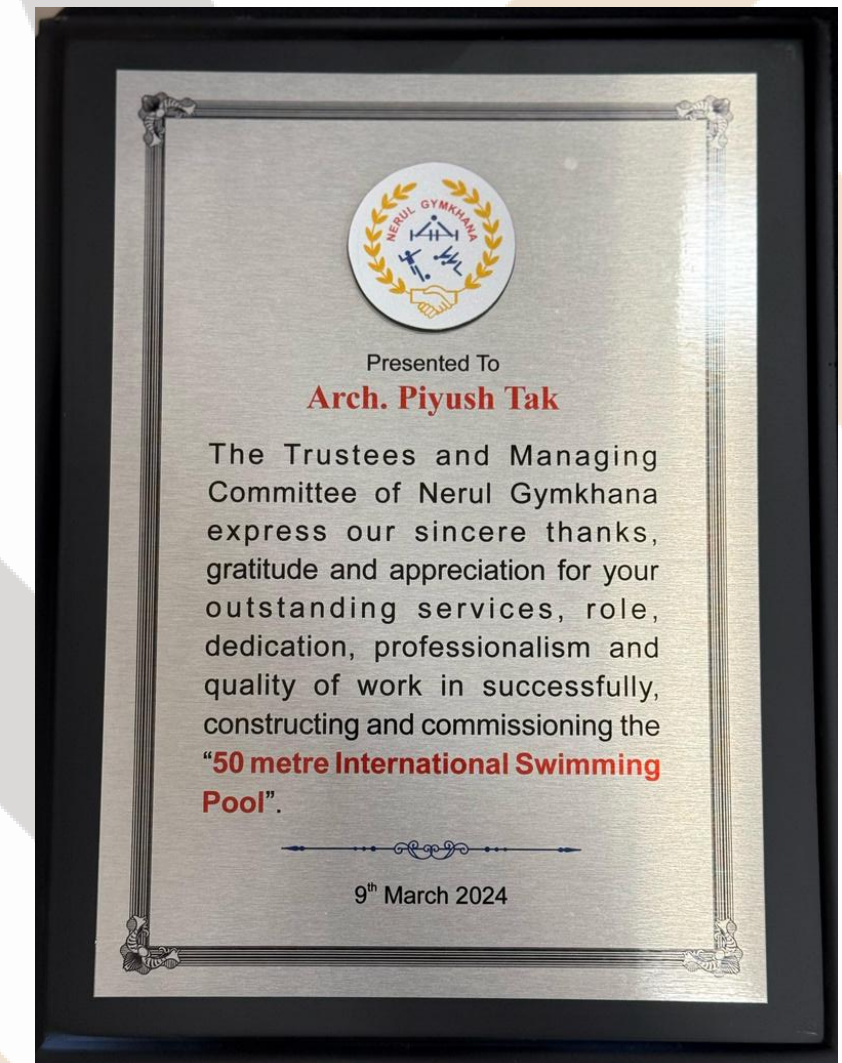 NERUL GYMKHANA
Presented To
Arch. Piyush Tak
The Trustees and Managing
Committee of Nerul Gymkhana
express our sincere thanks,
gratitude and appreciation for your
outstanding services, role,
dedication, professionalism and
quality of work in successfully,
constructing and commissioning the
“50 metre International Swimming
Pool”.
9th March 2024